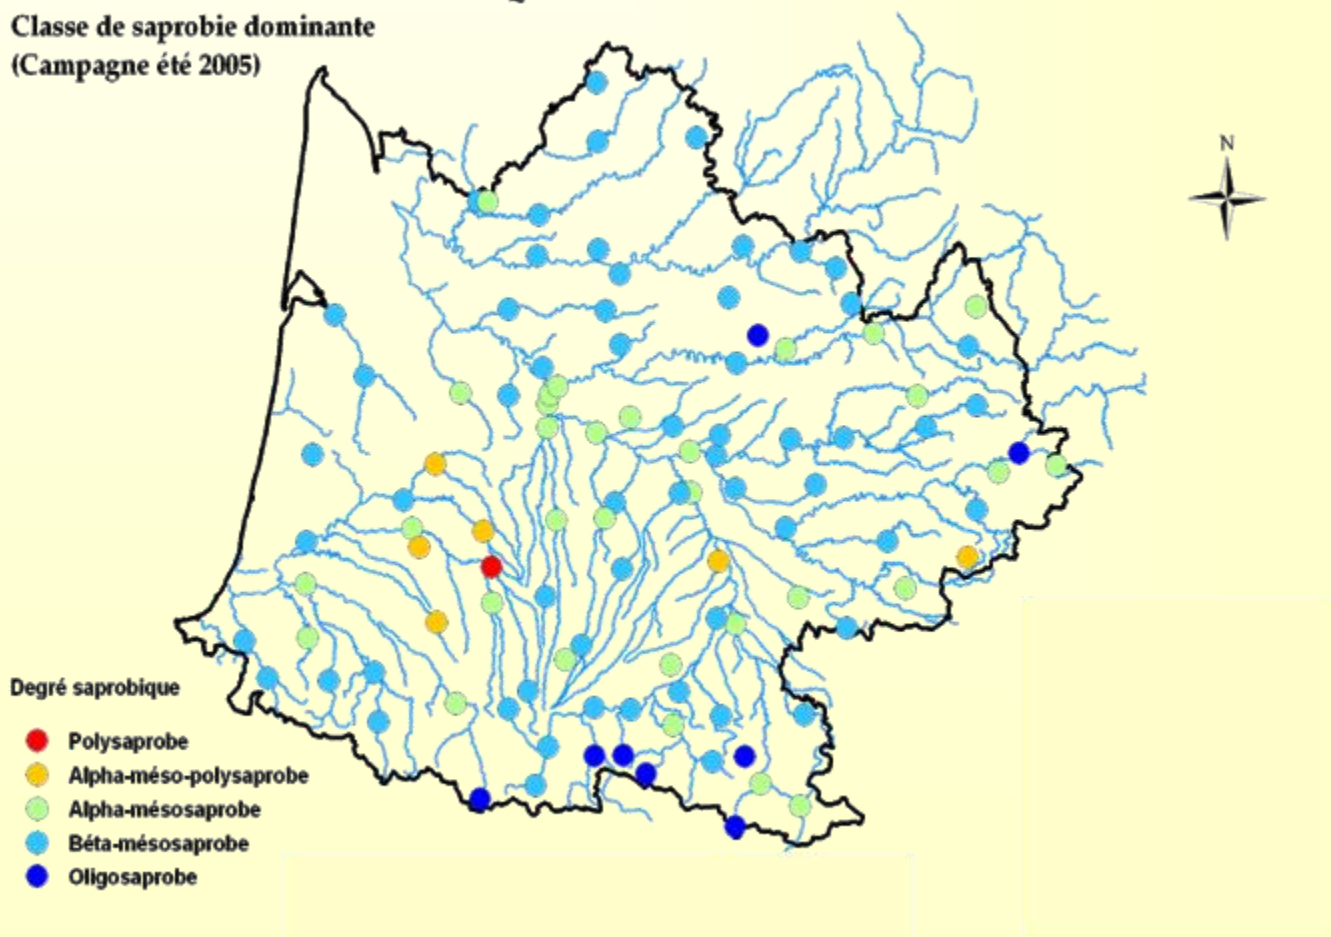 Classe de saprobie dominante
(Campagne été 2005)
N
Degré saprobique
Polysaprobe
Alpha-méso-polysaprobe
Alpha-mésosaprobe
Béta-mésosaprobe
Oligosaprobe